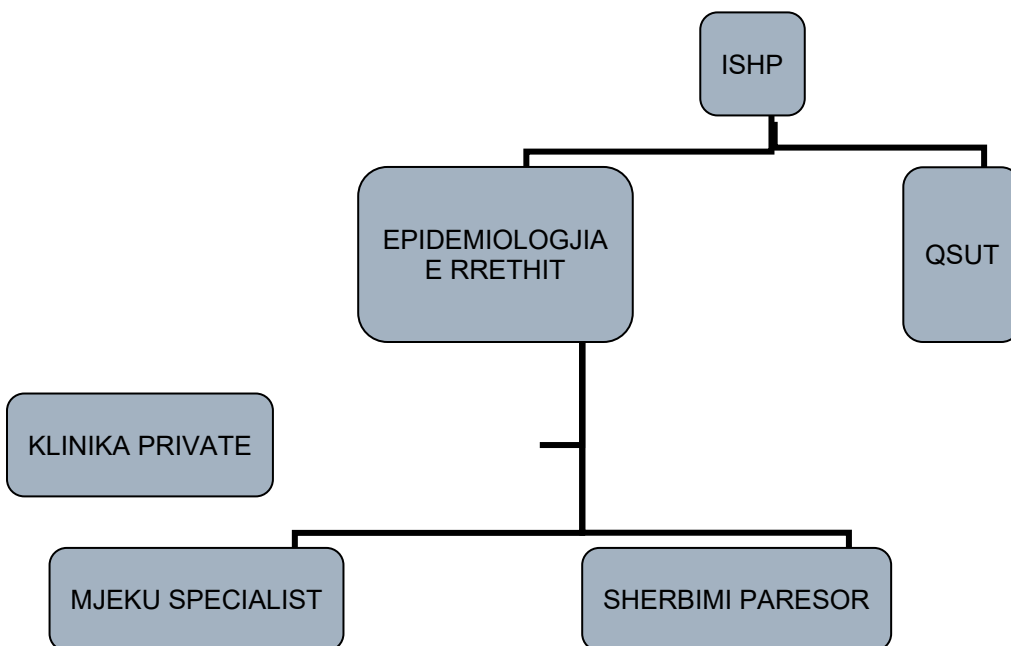 ISHP
EPIDEMIOLOGJIA
E RRETHIT
QSUT
KLINIKA PRIVATE
MJEKU SPECIALIST
SHERBIMI PARESOR